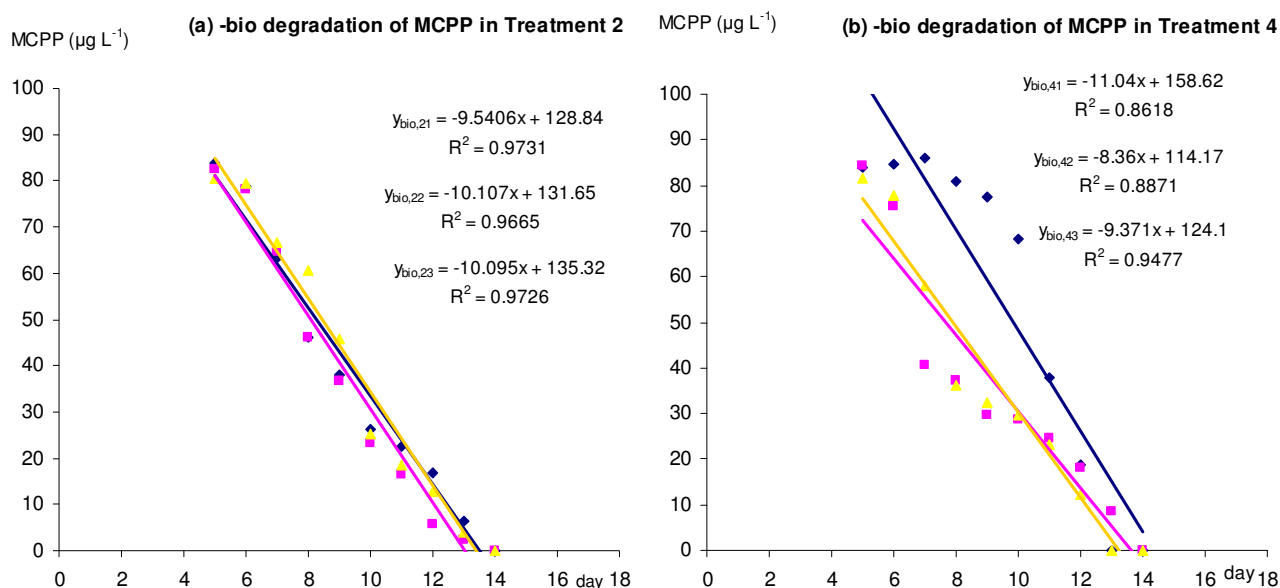 (a) -bio degradation of MCPP in Treatment 2
MCPP (µg L⁻¹)
100
90
80
70
60
50
40
30
20
10
0
0 2 4 6 8 10 12 14 16 18
day
y_bio,21 = -9.5406x + 128.84
R² = 0.9731
y_bio,22 = -10.107x + 131.65
R² = 0.9665
y_bio,23 = -10.095x + 135.32
R² = 0.9726
(b) -bio degradation of MCPP in Treatment 4
MCPP (µg L⁻¹)
100
90
80
70
60
50
40
30
20
10
0
0 2 4 6 8 10 12 14 16 18
day
y_bio,41 = -11.04x + 158.62
R² = 0.8618
y_bio,42 = -8.36x + 114.17
R² = 0.8871
y_bio,43 = -9.371x + 124.1
R² = 0.9477